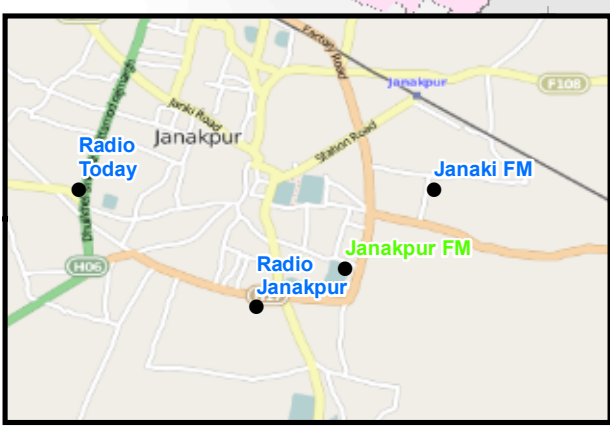 Factory Road
Janakpur
F108
Janki Road
Janakpur
Station Road
Radio
Today
Janaki FM
Janakpur FM
H06
Radio
Janakpur